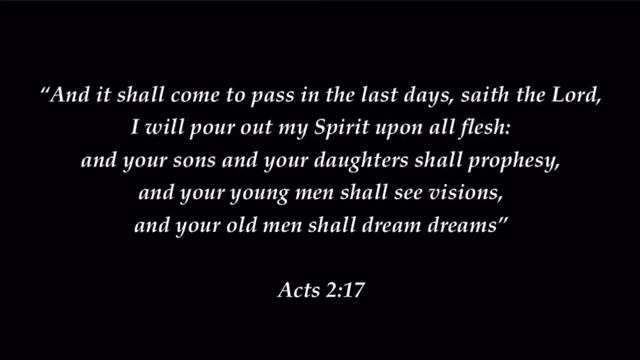 “And it shall come to pass in the last days, saith the Lord,
I will pour out my Spirit upon all flesh:
and your sons and your daughters shall prophesy,
and your young men shall see visions,
and your old men shall dream dreams”
Acts 2:17